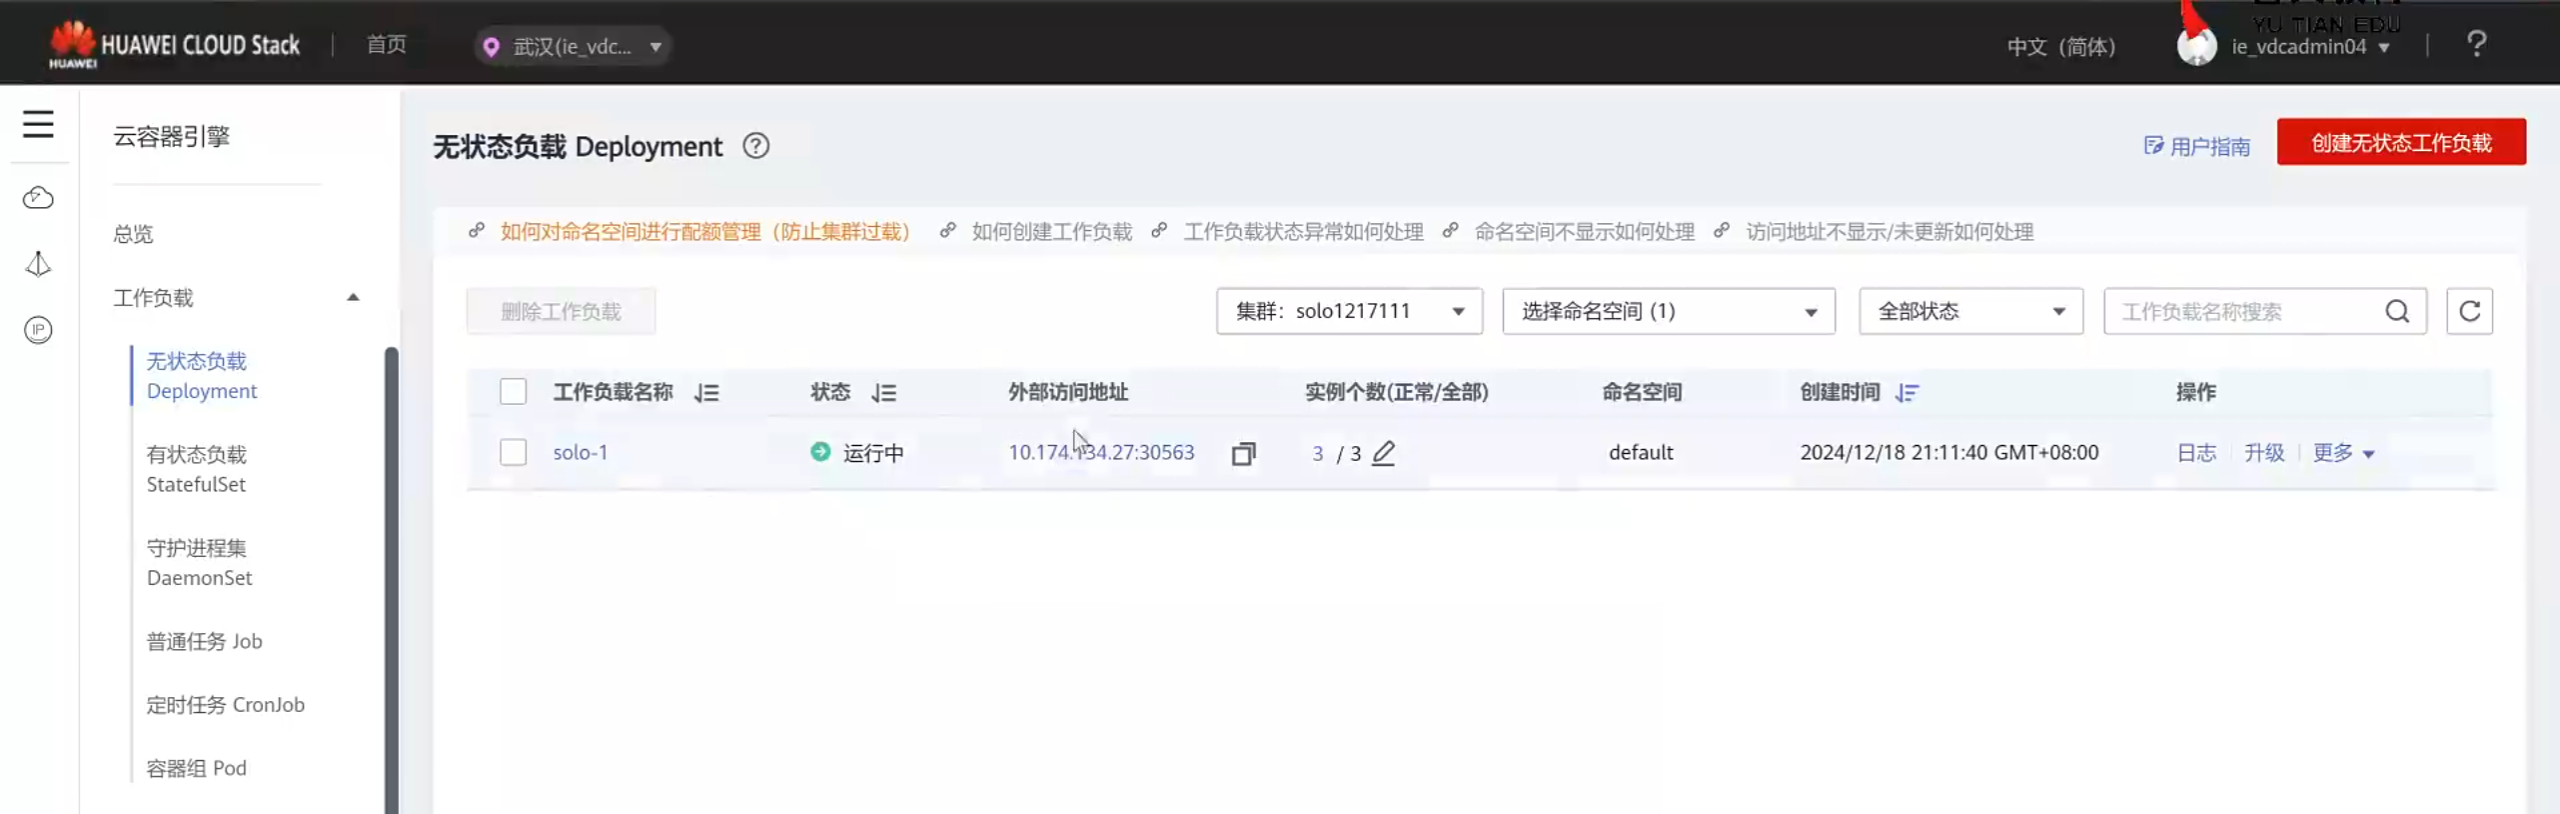 YU TIAN EDU
HUAWEI
HUAWEI CLOUD Stack
首页
武汉(ie_vdc...
中文（简体）
ie_vdcadmin04
?
云容器引擎
总览
工作负载
无状态负载
Deployment
有状态负载
StatefulSet
守护进程集
DaemonSet
普通任务 Job
定时任务 CronJob
容器组 Pod
IP
无状态负载 Deployment ?
用户指南
创建无状态工作负载
如何对命名空间进行配额管理（防止集群过载） 如何创建工作负载 工作负载状态异常如何处理 命名空间不显示如何处理 访问地址不显示/未更新如何处理
删除工作负载
集群：solo1217111
选择命名空间 (1)
全部状态
工作负载名称搜索
工作负载名称 状态 外部访问地址 实例个数(正常/全部) 命名空间 创建时间 操作
solo-1 运行中 3 / 3 default 2024/12/18 21:11:40 GMT+08:00 日志 升级 更多